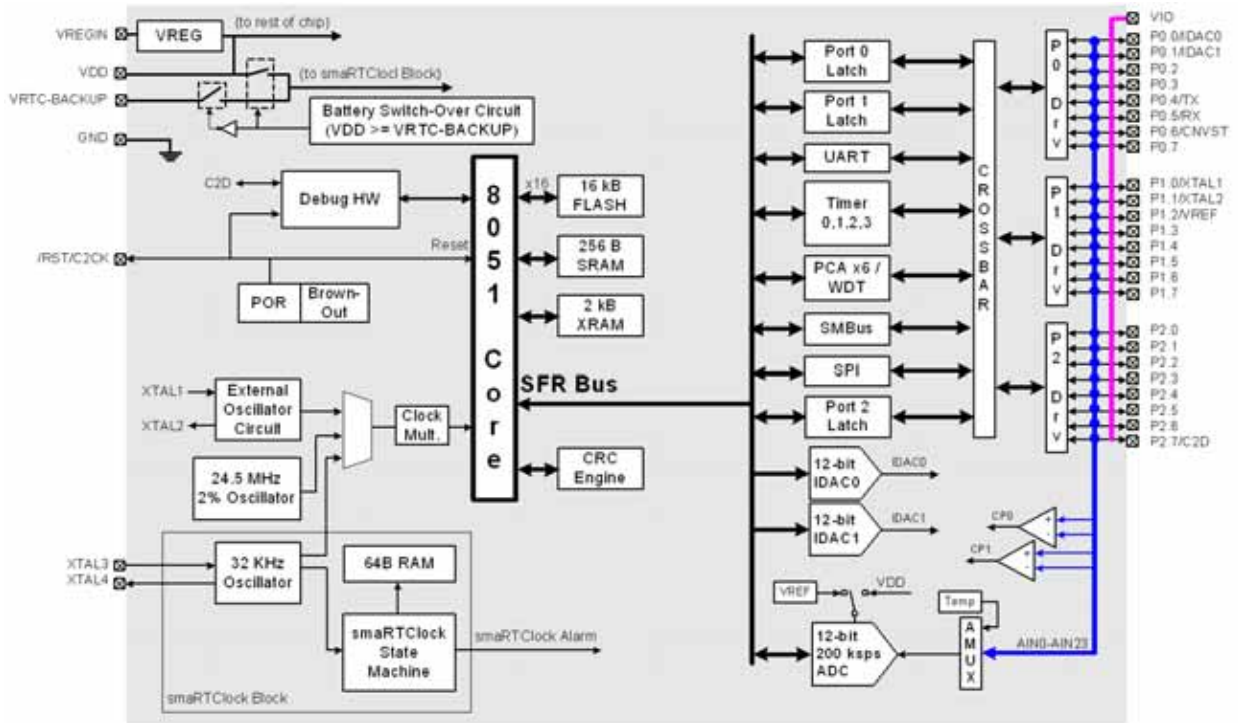 VREGIN
VREG
(to rest of chip)
VDD
(to smaRTClocl Block)
VRTC-BACKUP
Battery Switch-Over Circuit
(VDD >= VRTC-BACKUP)
GND
C2D
Debug HW
/RST/C2CK
Reset
POR
Brown-
Out
8051 Core
x16
16 kB
FLASH
256 B
SRAM
2 kB
XRAM
SFR Bus
CRC
Engine
XTAL1
XTAL2
External
Oscillator
Circuit
Clock
Mult.
24.5 MHz
2% Oscillator
XTAL3
XTAL4
32 KHz
Oscillator
64B RAM
smaRTClock
State
Machine
smaRTClock Alarm
smaRTClock Block
Port 0
Latch
Port 1
Latch
UART
Timer
0,1,2,3
PCA x6 /
WDT
SMBus
SPI
Port 2
Latch
CROSSBAR
12-bit
IDAC0
IDAC0
12-bit
IDAC1
IDAC1
CP0
+
-
CP1
+
-
VREF
VDD
Temp
12-bit
200 ksps
ADC
AMUX
AIN0-AIN23
P0 Drv
P1 Drv
P2 Drv
VIO
P0.0/IDAC0
P0.1/IDAC1
P0.2
P0.3
P0.4/TX
P0.5/RX
P0.6/CNVST
P0.7
P1.0/XTAL1
P1.1/XTAL2
P1.2/VREF
P1.3
P1.4
P1.5
P1.6
P1.7
P2.0
P2.1
P2.2
P2.3
P2.4
P2.5
P2.6
P2.7/C2D